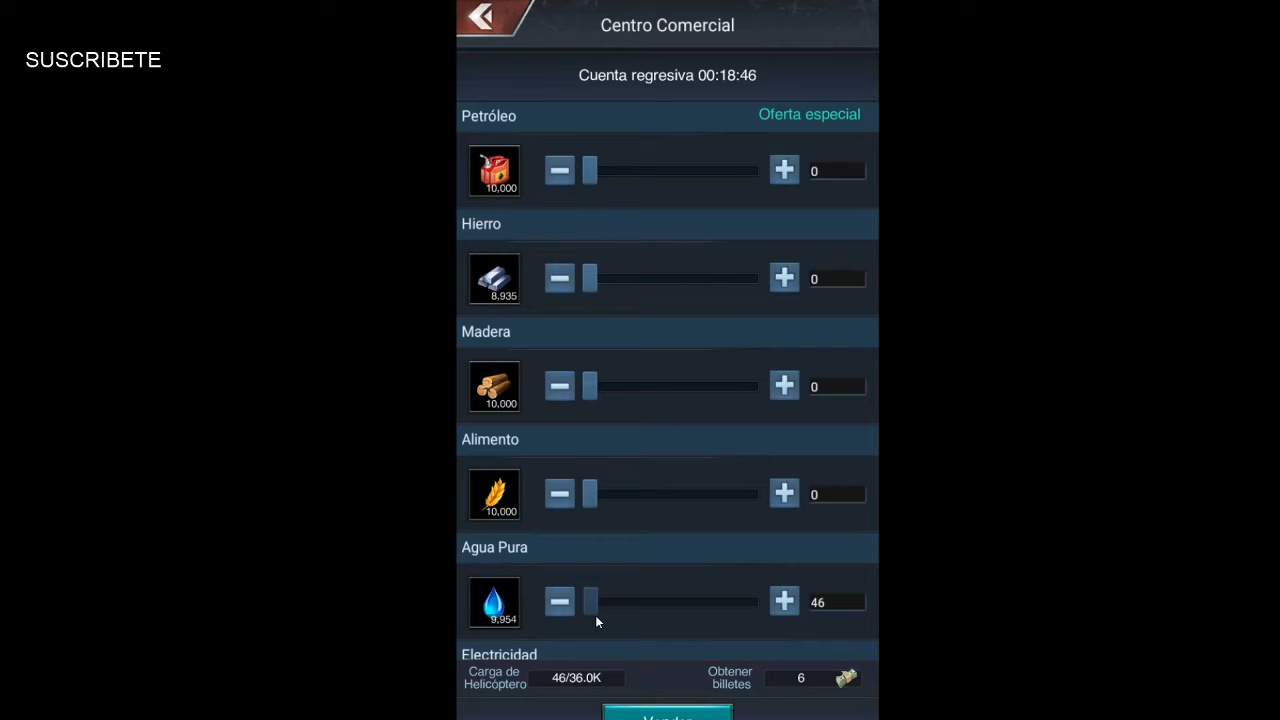 SUSCRIBETE
Centro Comercial
Cuenta regresiva 00:18:46
Petróleo
Oferta especial
10,000
0
Hierro
8,935
0
Madera
10,000
0
Alimento
10,000
0
Agua Pura
9,954
46
Electricidad
Carga de
Helicóptero
46/36.0K
Obtener
billetes
6
Vender